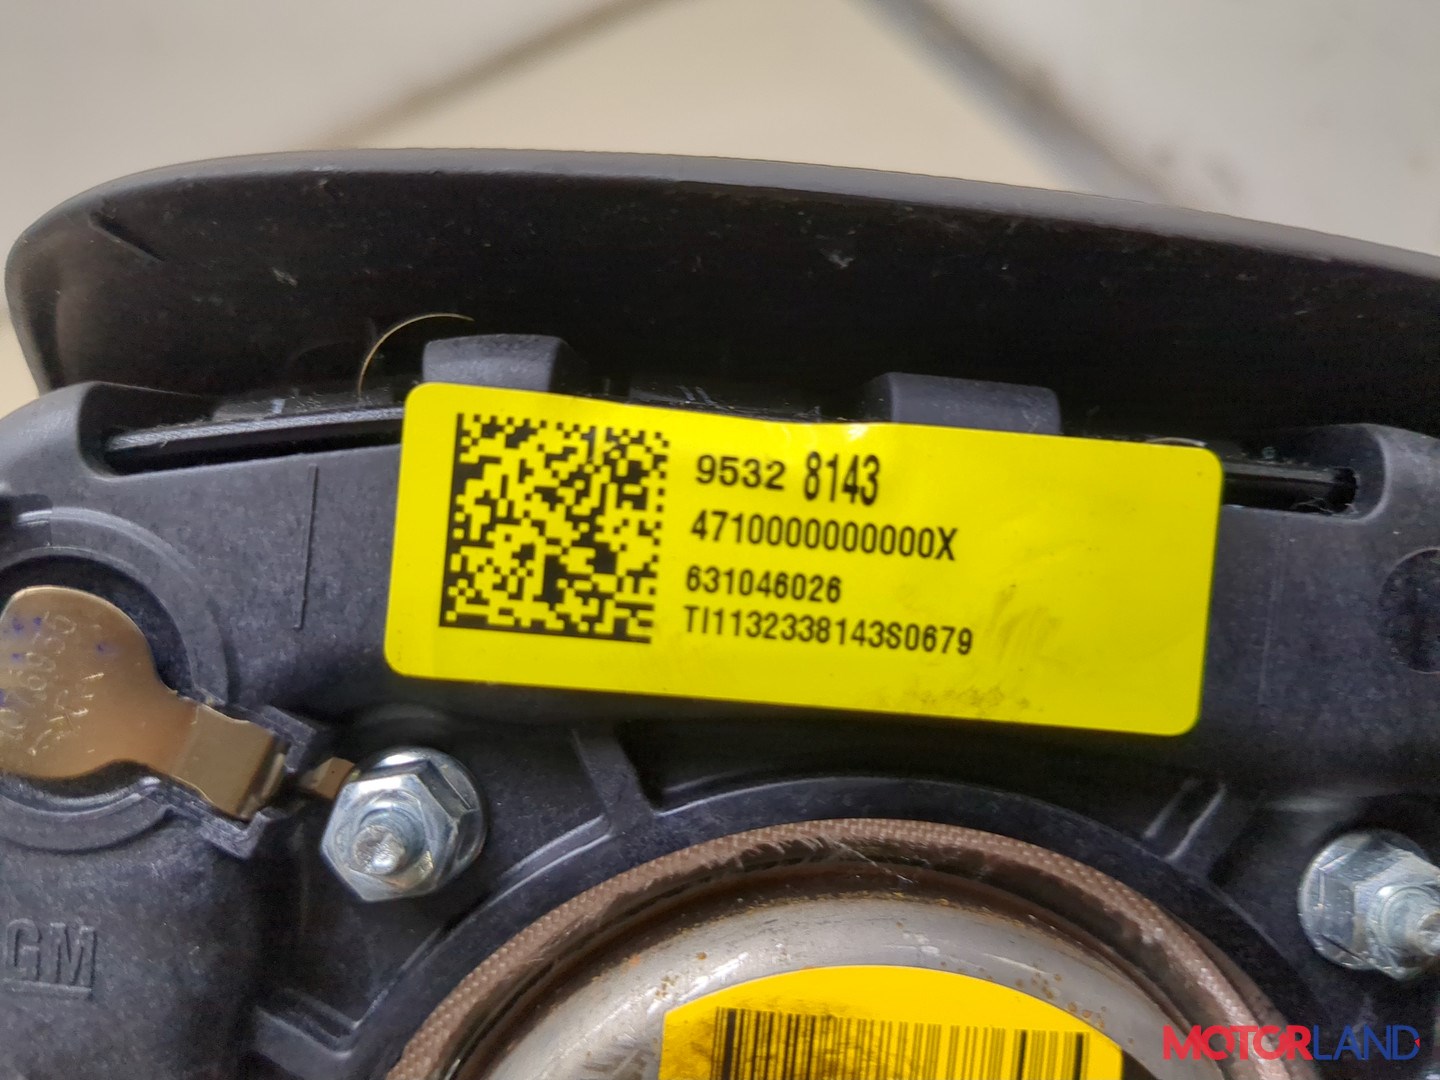 9532 8143
4710000000000X
631046026
TI1132338143S0679
GM
MOTORLAND